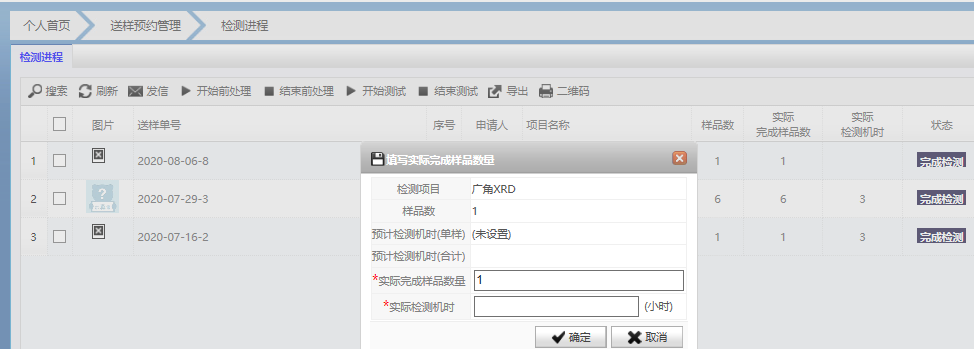 个人首页 送样预约管理 检测进程
检测进程
搜索 刷新 发信 开始前处理 结束前处理 开始测试 结束测试 导出 二维码
图片 送样单号 序号 申请人 项目名称 样品数 实际完成样品数 实际检测机时 状态
1 2020-08-06-8 1 1 完成检测
2 2020-07-29-3 6 6 3 完成检测
3 2020-07-16-2 1 1 3 完成检测
填写实际完成样品数量
检测项目 广角XRD
样品数 1
预计检测机时(单样) (未设置)
预计检测机时(合计)
*实际完成样品数量 1
*实际检测机时 (小时)
确定 取消